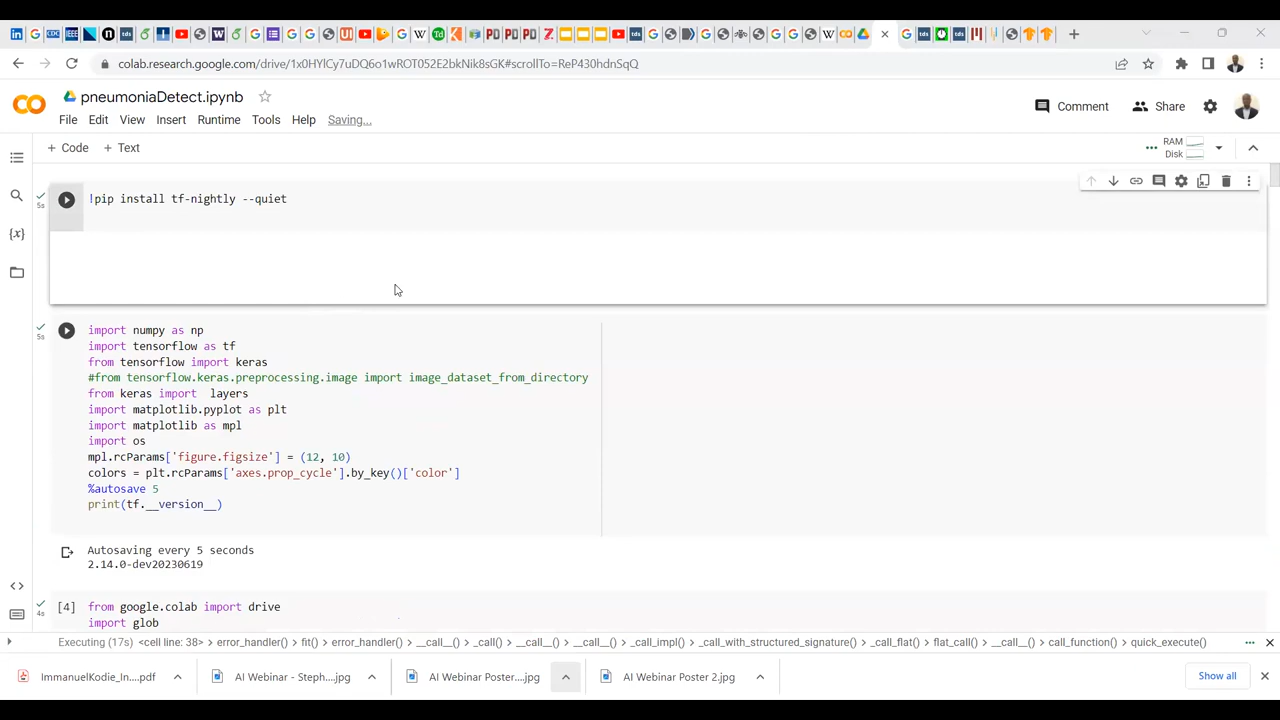 colab.research.google.com/drive/1x0HYlCy7uDQ6o1wROT052E2bkNik8sGK#scrollTo=ReP430hdnSqQ
pneumoniaDetect.ipynb
Comment
Share
File Edit View Insert Runtime Tools Help Saving...
+ Code + Text
RAM
Disk
!pip install tf-nightly --quiet
5s
import numpy as np
5s
import tensorflow as tf
from tensorflow import keras
#from tensorflow.keras.preprocessing.image import image_dataset_from_directory
from keras import layers
import matplotlib.pyplot as plt
import matplotlib as mpl
import os
mpl.rcParams['figure.figsize'] = (12, 10)
colors = plt.rcParams['axes.prop_cycle'].by_key()['color']
%autosave 5
print(tf.__version__)
Autosaving every 5 seconds
2.14.0-dev20230619
[4] from google.colab import drive
4s
import glob
Executing (17s) <cell line: 38> > error_handler() > fit() > error_handler() > __call__() > _call() > __call__() > __call__() > _call_impl() > _call_with_structured_signature() > _call_flat() > flat_call() > __call__() > call_function() > quick_execute()
ImmanuelKodie_In....pdf
AI Webinar - Steph....jpg
AI Webinar Poster....jpg
AI Webinar Poster 2.jpg
Show all